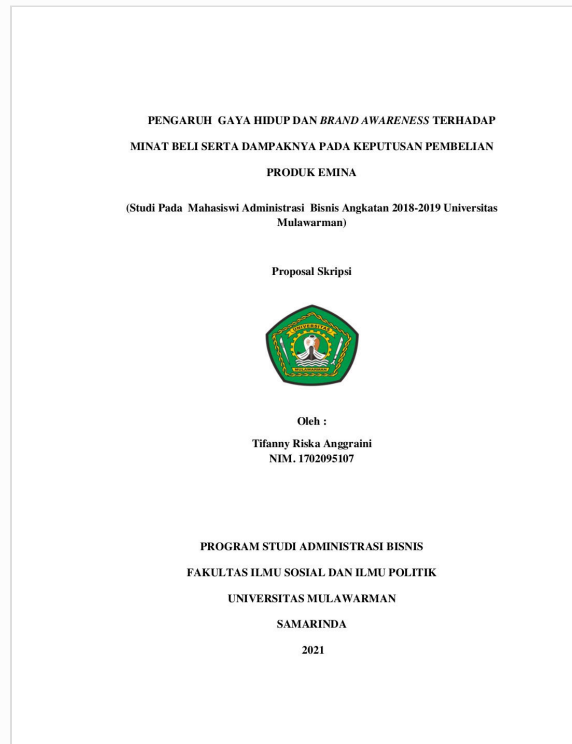 PENGARUH GAYA HIDUP DAN BRAND AWARENESS TERHADAP
MINAT BELI SERTA DAMPAKNYA PADA KEPUTUSAN PEMBELIAN
PRODUK EMINA
(Studi Pada Mahasiswi Administrasi Bisnis Angkatan 2018-2019 Universitas
Mulawarman)
Proposal Skripsi
UNIVERSITAS
MULAWARMAN
Oleh :
Tifanny Riska Anggraini
NIM. 1702095107
PROGRAM STUDI ADMINISTRASI BISNIS
FAKULTAS ILMU SOSIAL DAN ILMU POLITIK
UNIVERSITAS MULAWARMAN
SAMARINDA
2021